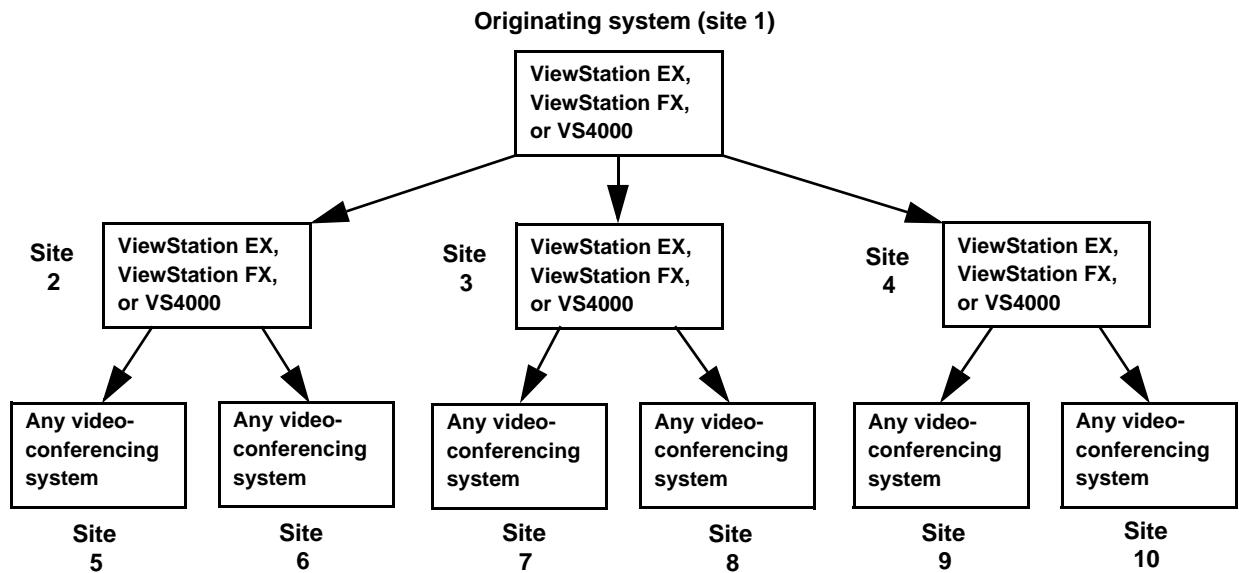 Originating system (site 1)
ViewStation EX,
ViewStation FX,
or VS4000
Site
2
ViewStation EX,
ViewStation FX,
or VS4000
Site
3
ViewStation EX,
ViewStation FX,
or VS4000
Site
4
ViewStation EX,
ViewStation FX,
or VS4000
Any video-
conferencing
system
Any video-
conferencing
system
Any video-
conferencing
system
Any video-
conferencing
system
Any video-
conferencing
system
Any video-
conferencing
system
Site
5
Site
6
Site
7
Site
8
Site
9
Site
10